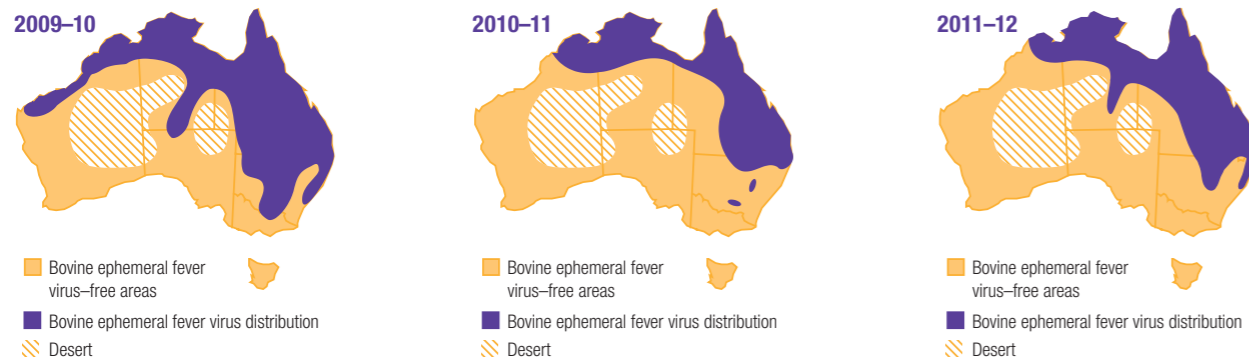 2009–10
Bovine ephemeral fever
virus–free areas
Bovine ephemeral fever virus distribution
Desert
2010–11
Bovine ephemeral fever
virus–free areas
Bovine ephemeral fever virus distribution
Desert
2011–12
Bovine ephemeral fever
virus–free areas
Bovine ephemeral fever virus distribution
Desert